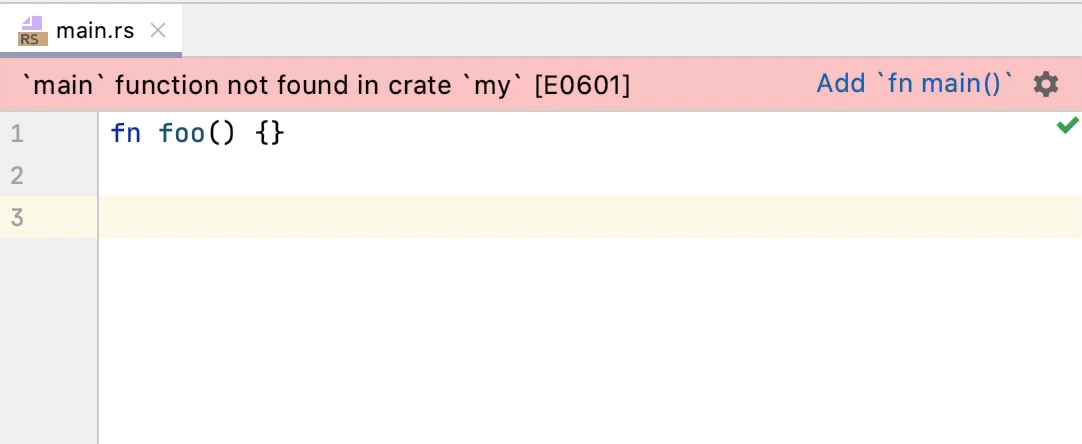 RS main.rs
`main` function not found in crate `my` [E0601] Add `fn main()`
1 fn foo() {}
2
3